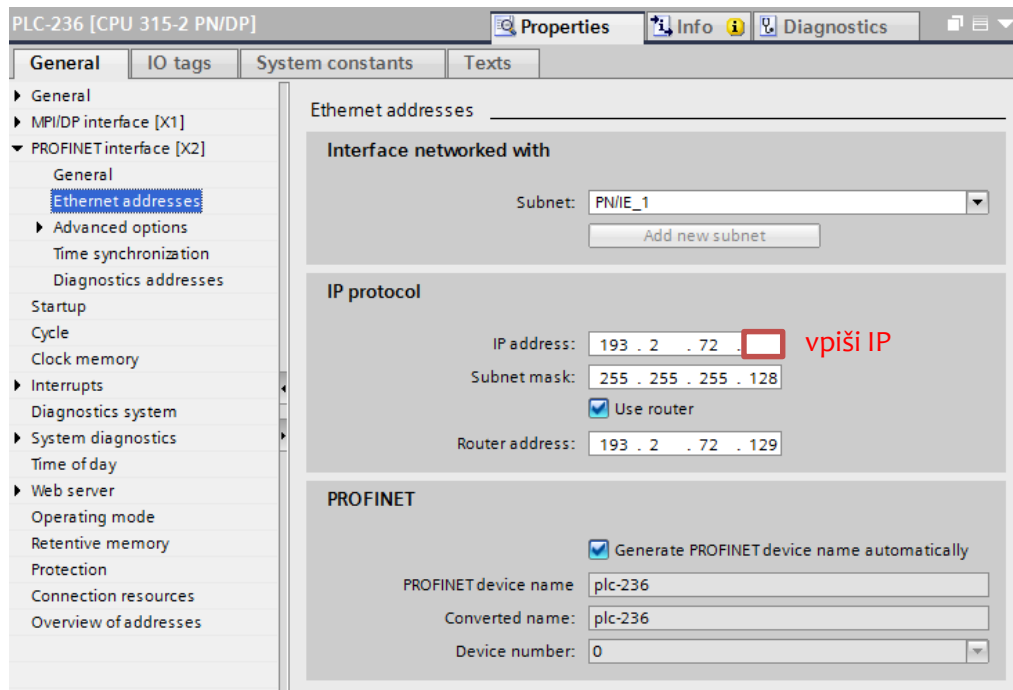 PLC-236 [CPU 315-2 PN/DP]
Properties
Info
Diagnostics
General
IO tags
System constants
Texts
General
MPI/DP interface [X1]
PROFINET interface [X2]
General
Ethernet addresses
Advanced options
Time synchronization
Diagnostics addresses
Startup
Cycle
Clock memory
Interrupts
Diagnostics system
System diagnostics
Time of day
Web server
Operating mode
Retentive memory
Protection
Connection resources
Overview of addresses
Ethernet addresses
Interface networked with
Subnet: PN/IE_1
Add new subnet
IP protocol
IP address: 193 . 2 . 72 . vpiši IP
Subnet mask: 255 . 255 . 255 . 128
Use router
Router address: 193 . 2 . 72 . 129
PROFINET
Generate PROFINET device name automatically
PROFINET device name plc-236
Converted name: plc-236
Device number: 0